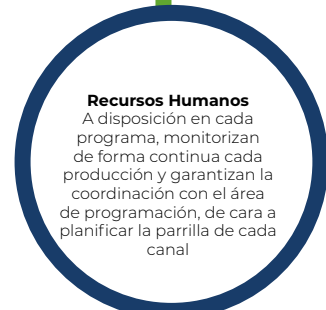 Recursos Humanos
A disposición en cada
programa, monitorizan
de forma continua cada
producción y garantizan la
coordinación con el área
de programación, de cara a
planificar la parrilla de cada
canal